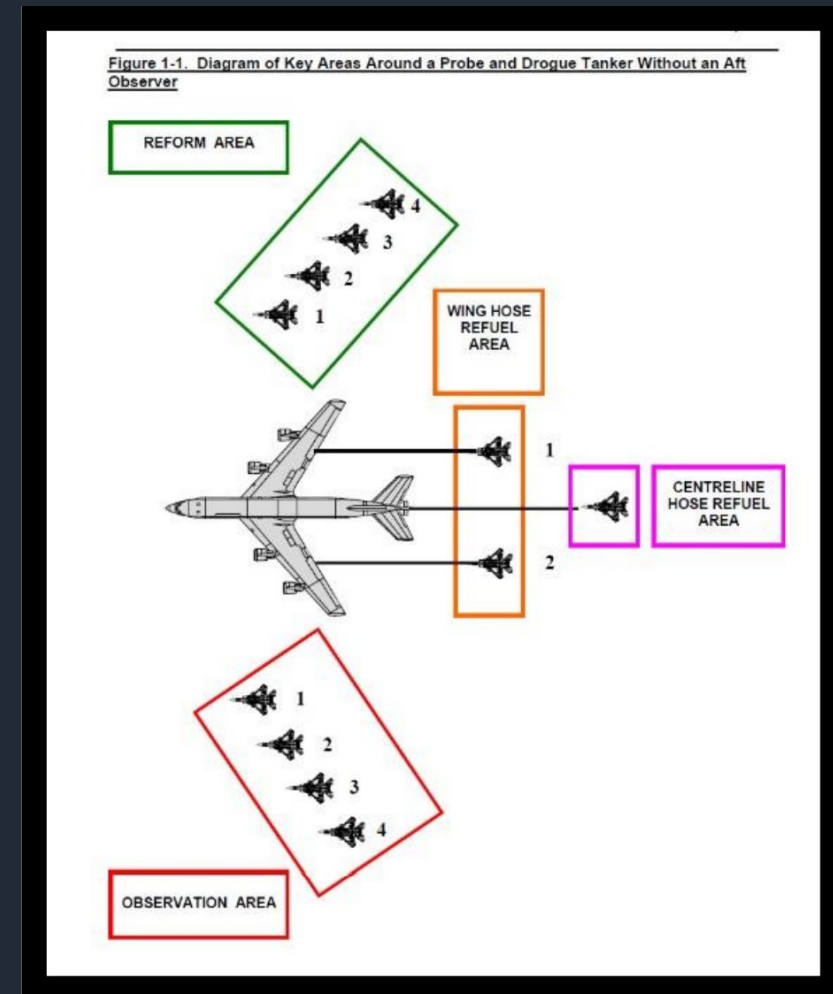 Figure 1-1. Diagram of Key Areas Around a Probe and Drogue Tanker Without an Aft
Observer
REFORM AREA
4
3
2
1
WING HOSE
REFUEL
AREA
1
CENTRELINE
HOSE REFUEL
AREA
2
1
2
3
4
OBSERVATION AREA